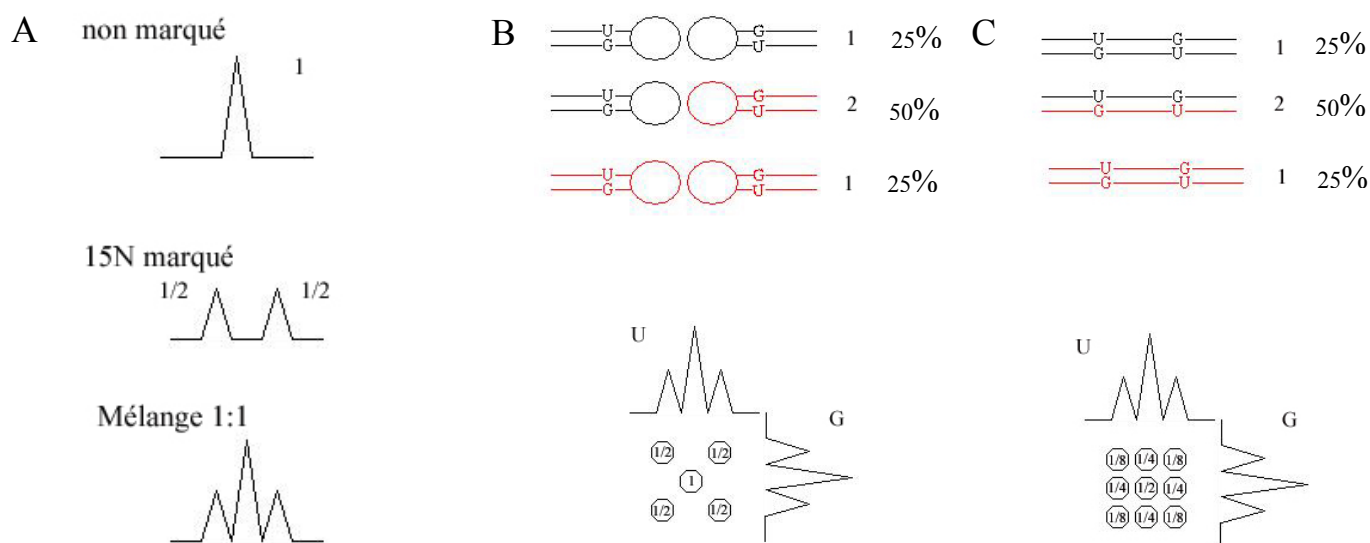 A
non marqué
1
15N marqué
1/2 1/2
Mélange 1:1
B
U G
G U
1 25%
U G
G U
2 50%
U G
G U
1 25%
U
G
1/2 1/2
1
1/2 1/2
C
U G
G U
1 25%
U G
G U
2 50%
U G
G U
1 25%
U
G
1/8 1/4 1/8
1/4 1/2 1/4
1/8 1/4 1/8